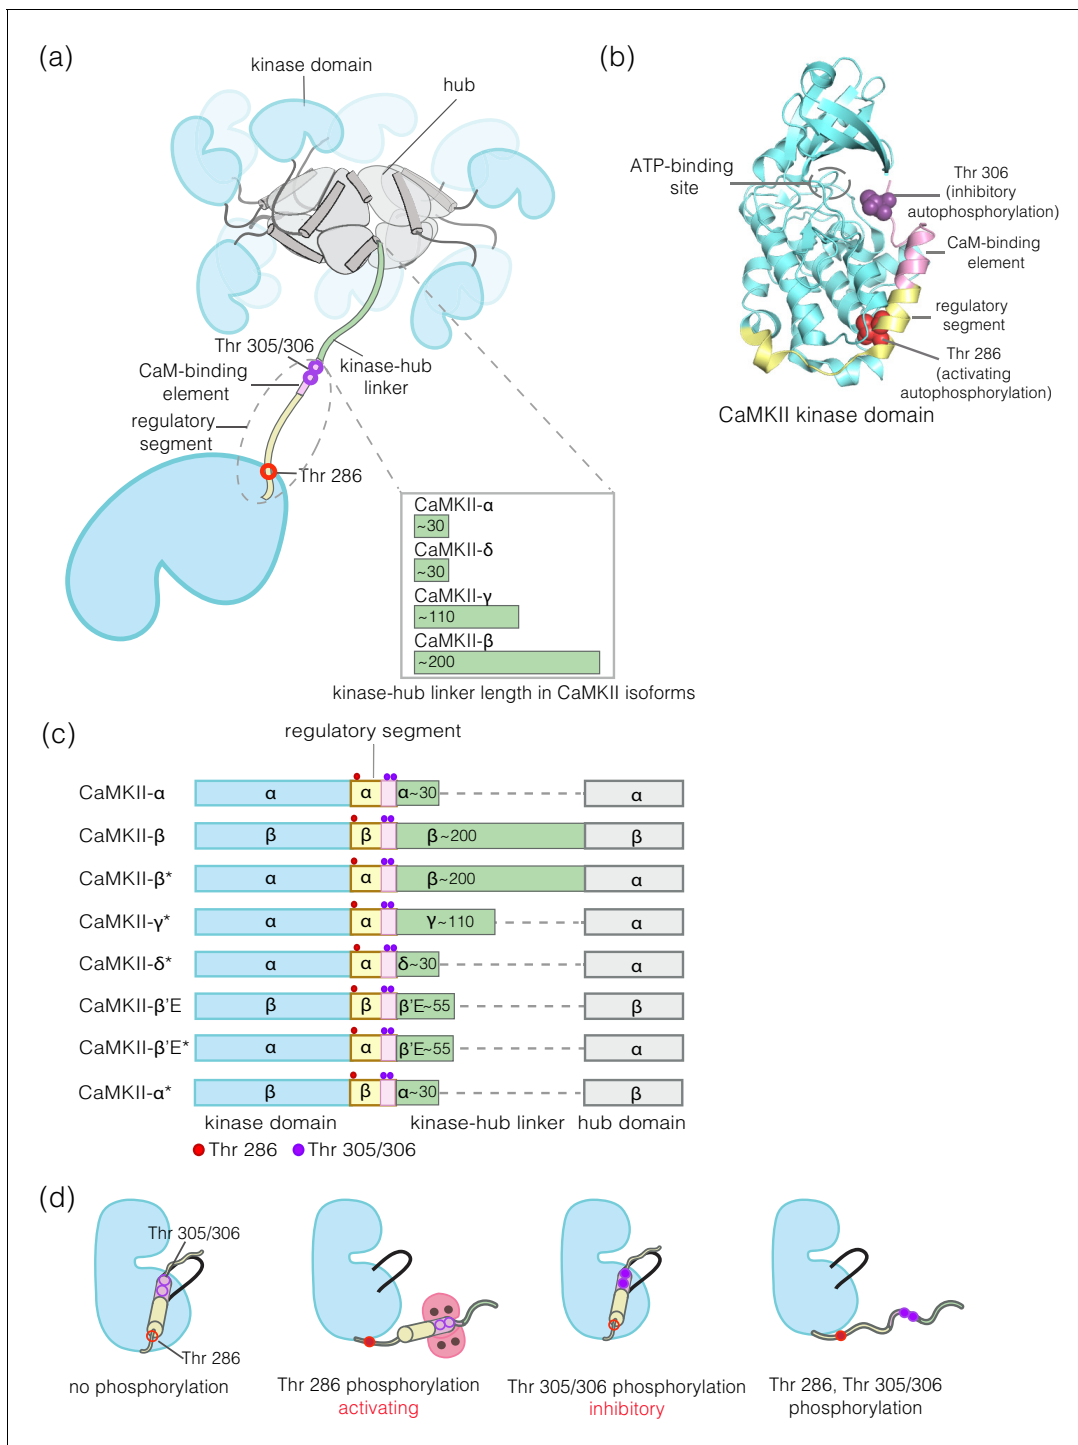 (a)
kinase domain
hub
Thr 305/306
CaM-binding
element
kinase-hub
linker
regulatory
segment
Thr 286
CaMKII-α
~30
CaMKII-δ
~30
CaMKII-γ
~110
CaMKII-β
~200
kinase-hub linker length in CaMKII isoforms
(b)
ATP-binding
site
Thr 306
(inhibitory
autophosphorylation)
CaM-binding
element
regulatory
segment
Thr 286
(activating
autophosphorylation)
CaMKII kinase domain
(c)
regulatory segment
CaMKII-α α α α~30 α
CaMKII-β β β β~200 β
CaMKII-β* α α β~200 α
CaMKII-γ* α α γ~110 α
CaMKII-δ* α α δ~30 α
CaMKII-β'E β β β'E~55 β
CaMKII-β'E* α α β'E~55 α
CaMKII-α* β β α~30 β
kinase domain kinase-hub linker hub domain
Thr 286 Thr 305/306
(d)
Thr 305/306
Thr 286
no phosphorylation
Thr 286 phosphorylation
activating
Thr 305/306 phosphorylation
inhibitory
Thr 286, Thr 305/306
phosphorylation